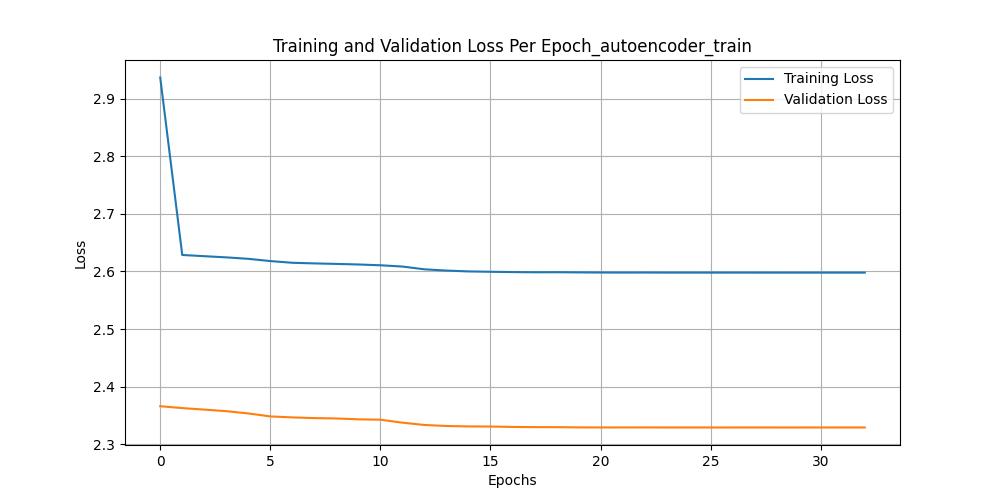 Training and Validation Loss Per Epoch_autoencoder_train
Training Loss
Validation Loss
2.9
2.8
2.7
2.6
2.5
2.4
2.3
Loss
0 5 10 15 20 25 30
Epochs